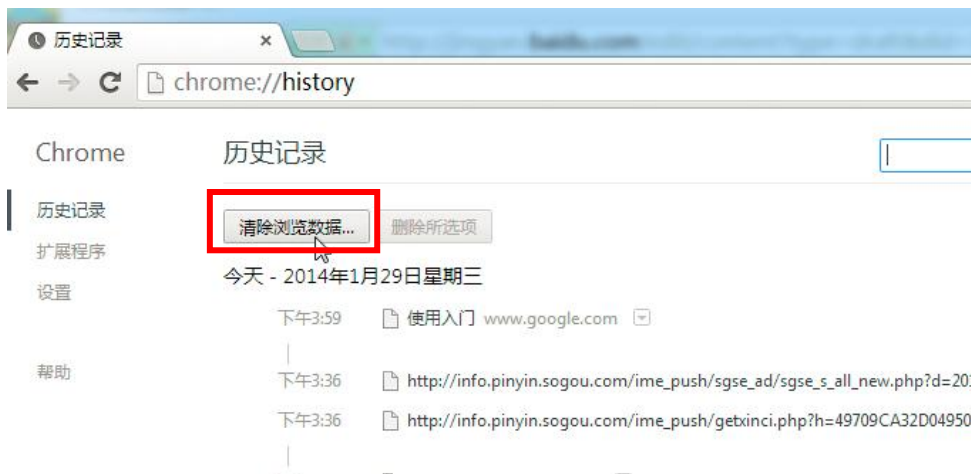 历史记录
chrome://history
Chrome
历史记录
历史记录
扩展程序
设置
帮助
清除浏览数据... 删除所选项
今天 - 2014年1月29日星期三
下午3:59 使用入门 www.google.com
下午3:36 http://info.pinyin.sogou.com/ime_push/sgse_ad/sgse_s_all_new.php?d=20
下午3:36 http://info.pinyin.sogou.com/ime_push/getxinci.php?h=49709CA32D04950